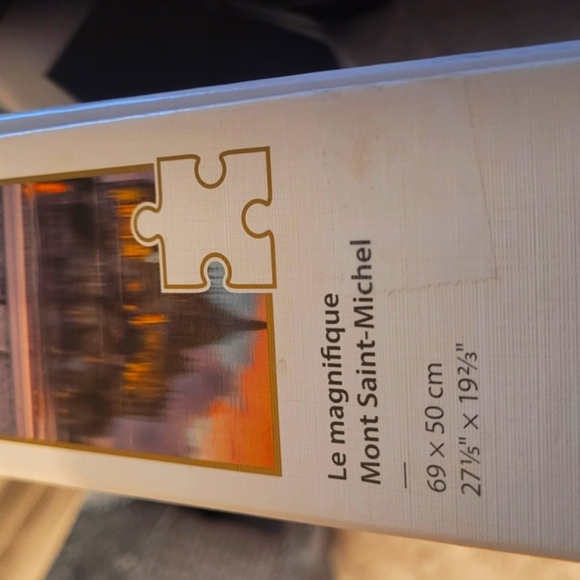 Le magnifique
Mont Saint-Michel
69 × 50 cm
27⅕" × 19⅔"